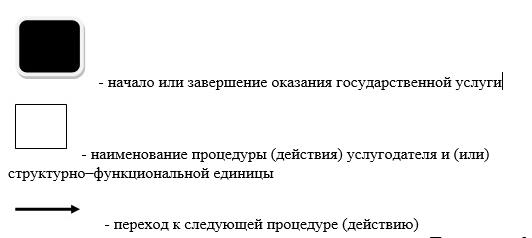 - начало или завершение оказания государственной услуги
- наименование процедуры (действия) услугодателя и (или)
структурно–функциональной единицы
- переход к следующей процедуре (действию)